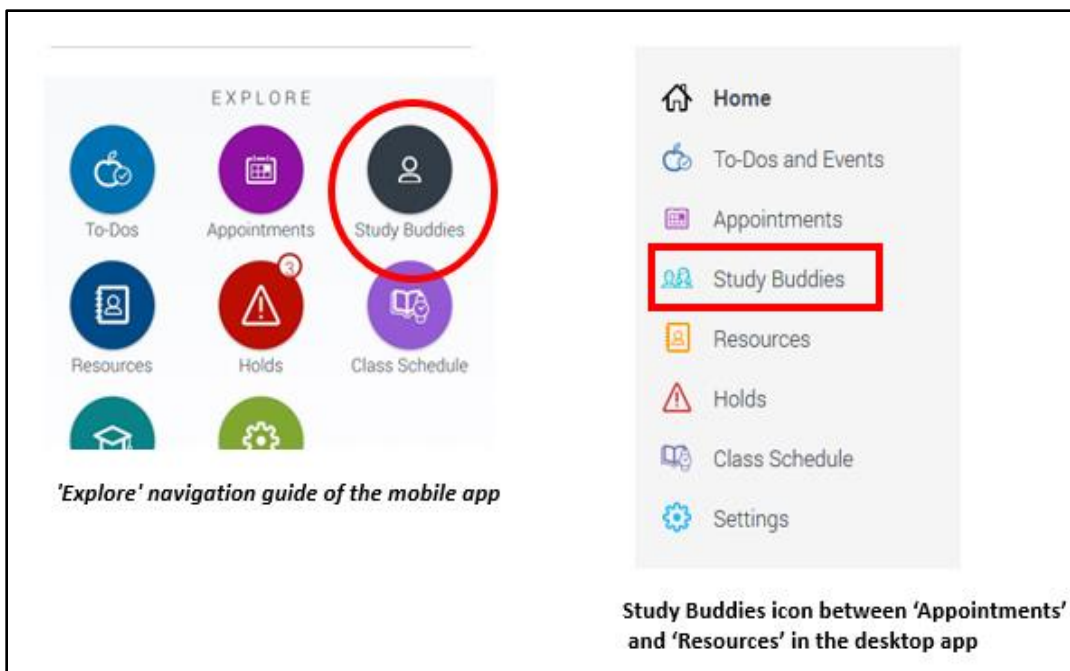 EXPLORE
To-Dos
Appointments
Study Buddies
3
Resources
Holds
Class Schedule
'Explore' navigation guide of the mobile app
Home
To-Dos and Events
Appointments
Study Buddies
Resources
Holds
Class Schedule
Settings
Study Buddies icon between ‘Appointments’
and ‘Resources’ in the desktop app